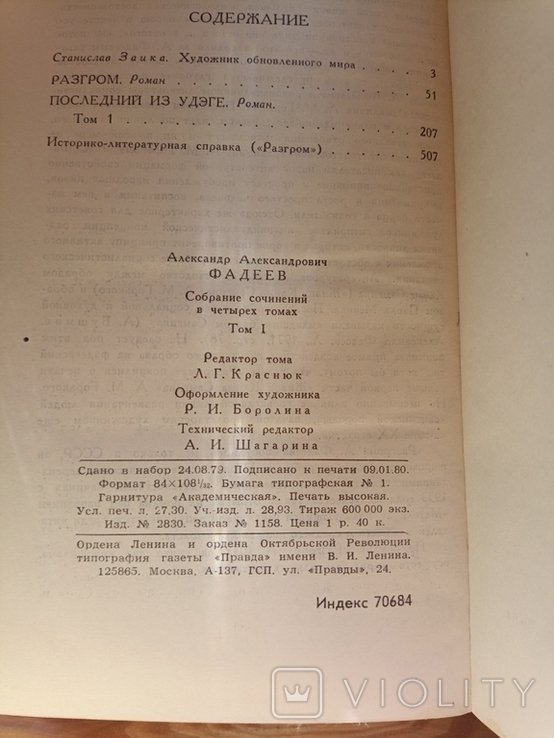 СОДЕРЖАНИЕ
Станислав Заика. Художник обновленного мира . . . . . 3
РАЗГРОМ. Роман . . . . . . . . . . . . 51
ПОСЛЕДНИЙ ИЗ УДЭГЕ. Роман.
Том 1 . . . . . . . . . . . . . . . 207
Историко-литературная справка («Разгром») . . . . . . 507
Александр Александрович
ФАДЕЕВ
Собрание сочинений
в четырех томах
Том I
Редактор тома
Л. Г. Краснюк
Оформление художника
Р. И. Боролина
Технический редактор
А. И. Шагарина
Сдано в набор 24.08.79. Подписано к печати 09.01.80.
Формат 84×108 1/32. Бумага типографская № 1.
Гарнитура «Академическая». Печать высокая.
Усл. печ. л. 27,30. Уч.-изд. л. 28,93. Тираж 600 000 экз.
Изд. № 2830. Заказ № 1158. Цена 1 р. 40 к.
Ордена Ленина и ордена Октябрьской Революции
типография газеты «Правда» имени В. И. Ленина.
125865. Москва, А-137, ГСП, ул. «Правды», 24.
Индекс 70684
VIOLITY